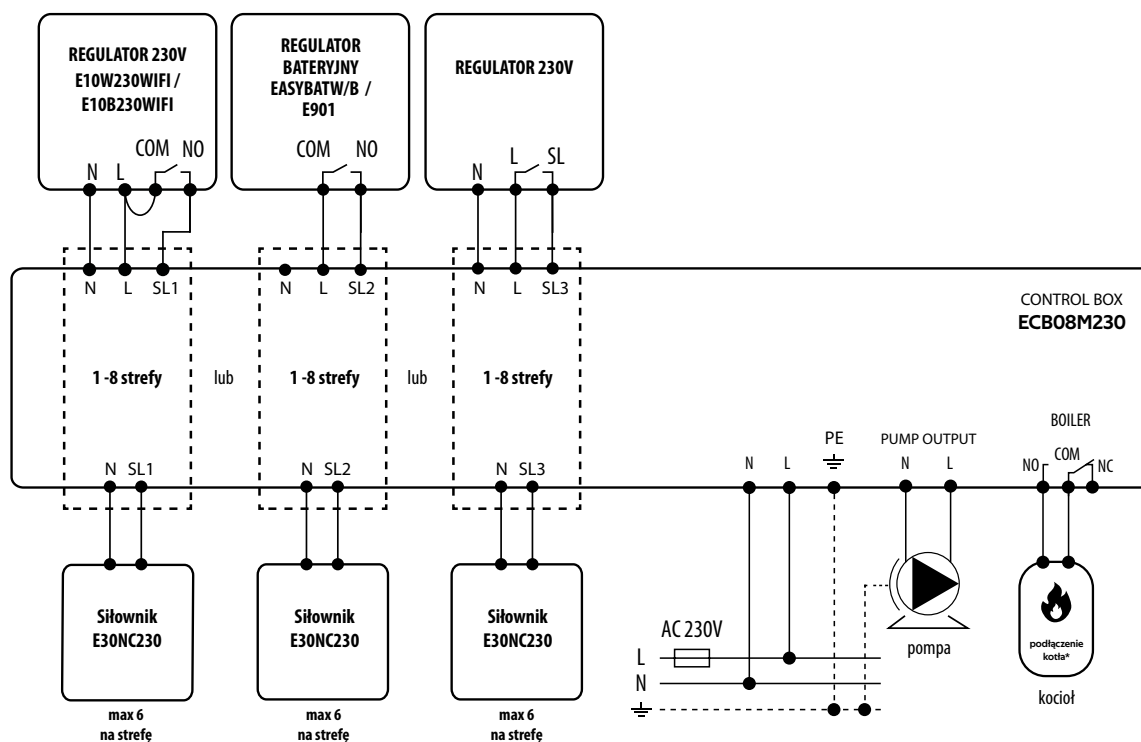 REGULATOR 230V
E10W230WIFI /
E10B230WIFI
COM NO
N L
REGULATOR
BATERYJNY
EASYBATW/B /
E901
COM NO
REGULATOR 230V
L SL
N
N L SL1
N L SL2
N L SL3
CONTROL BOX
ECB08M230
1 -8 strefy
lub
1 -8 strefy
lub
1 -8 strefy
N SL1
N SL2
N SL3
N L
PE
PUMP OUTPUT
N L
BOILER
NO COM NC
Siłownik
E30NC230
max 6
na strefę
Siłownik
E30NC230
max 6
na strefę
Siłownik
E30NC230
max 6
na strefę
AC 230V
L
N
pompa
podłączenie
kotła*
kocioł